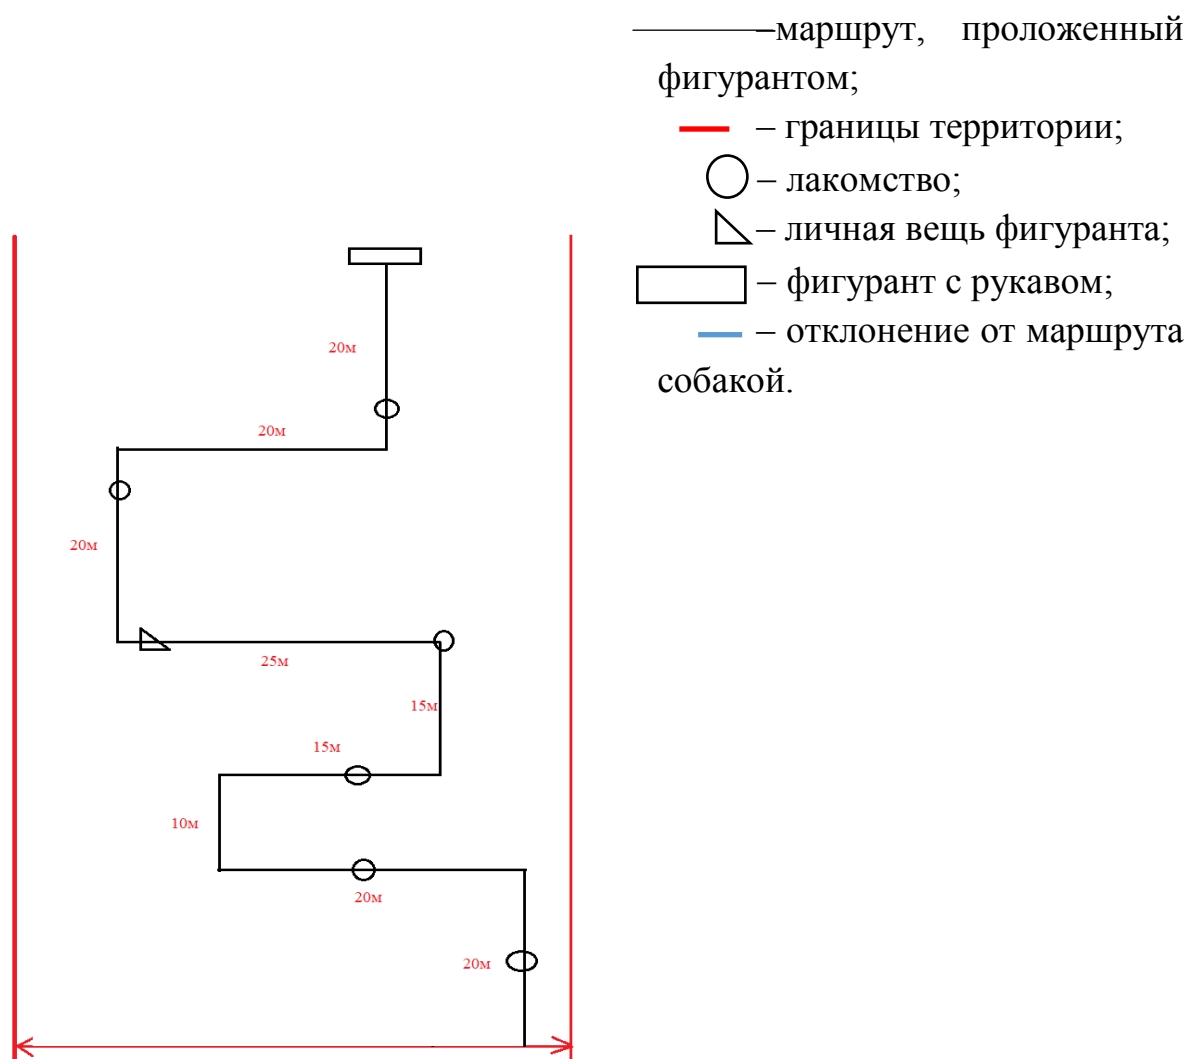 –маршрут, проложенный
фигурантом;
– границы территории;
– лакомство;
– личная вещь фигуранта;
– фигурант с рукавом;
– отклонение от маршрута
собакой.
20м
20м
20м
25м
15м
15м
10м
20м
20м